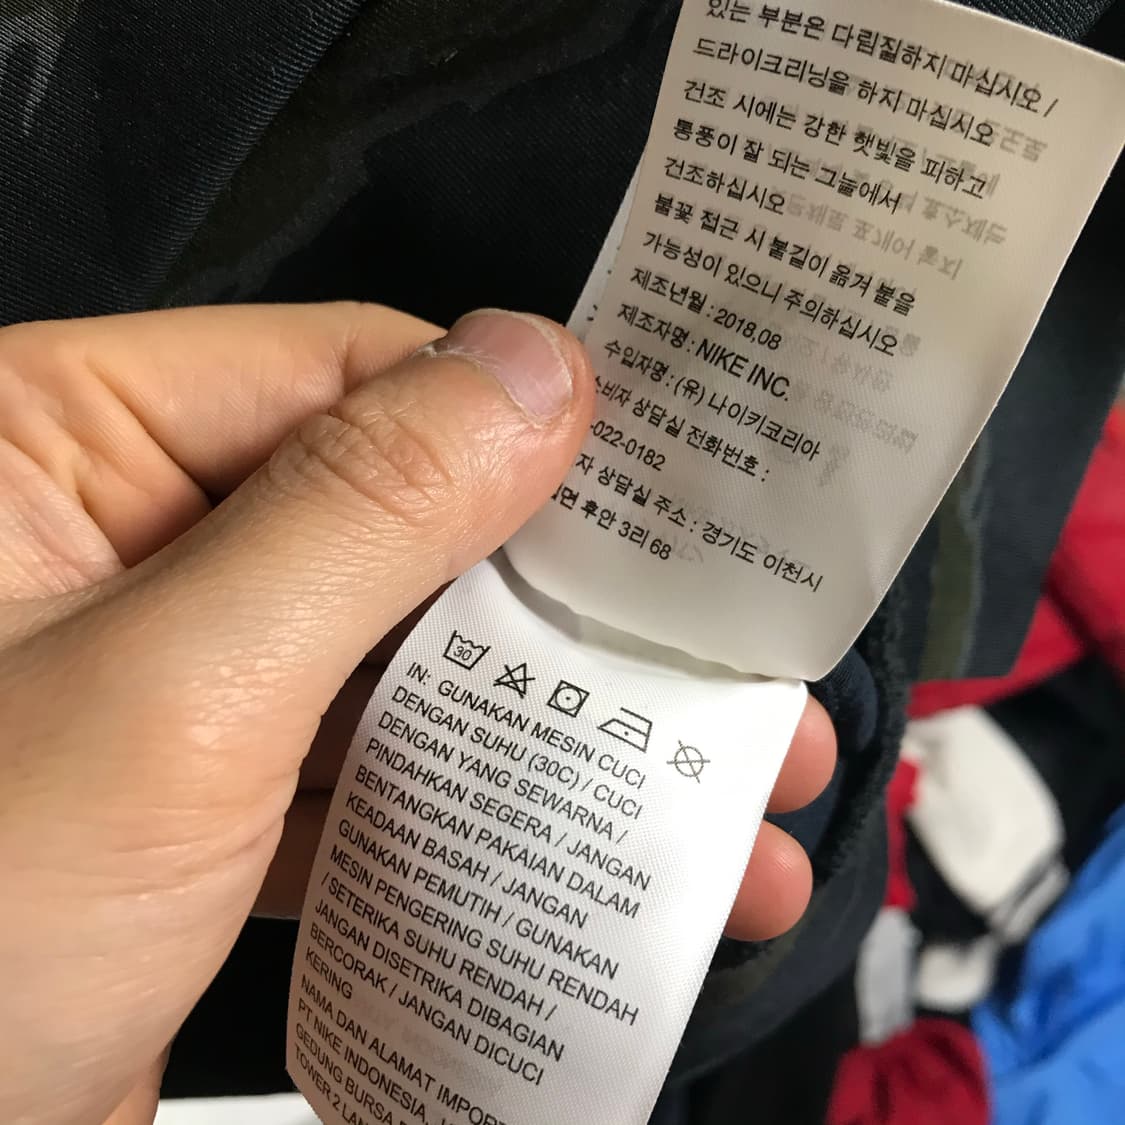 있는 부분은 다림질하지 마십시오 /
드라이크리닝을 하지 마십시오
건조 시에는 강한 햇빛을 피하고
통풍이 잘 되는 그늘에서
건조하십시오
불꽃 접근 시 불길이 옮겨 붙을
가능성이 있으니 주의하십시오
제조년월 : 2018,08
제조자명 : NIKE INC.
수입자명 : (유) 나이키코리아
소비자 상담실 전화번호 :
-022-0182
자 상담실 주소 : 경기도 이천시
면 후안 3리 68
30
IN: GUNAKAN MESIN CUCI
DENGAN SUHU (30C) / CUCI
DENGAN YANG SEWARNA /
PINDAHKAN SEGERA / JANGAN
BENTANGKAN PAKAIAN DALAM
KEADAAN BASAH / JANGAN
GUNAKAN PEMUTIH / GUNAKAN
MESIN PENGERING SUHU RENDAH
/ SETERIKA SUHU RENDAH /
JANGAN DISETRIKA DIBAGIAN
BERCORAK / JANGAN DICUCI
KERING
NAMA DAN ALAMAT IMPOR
PT NIKE INDONESIA,
GEDUNG BURSA
TOWER 2